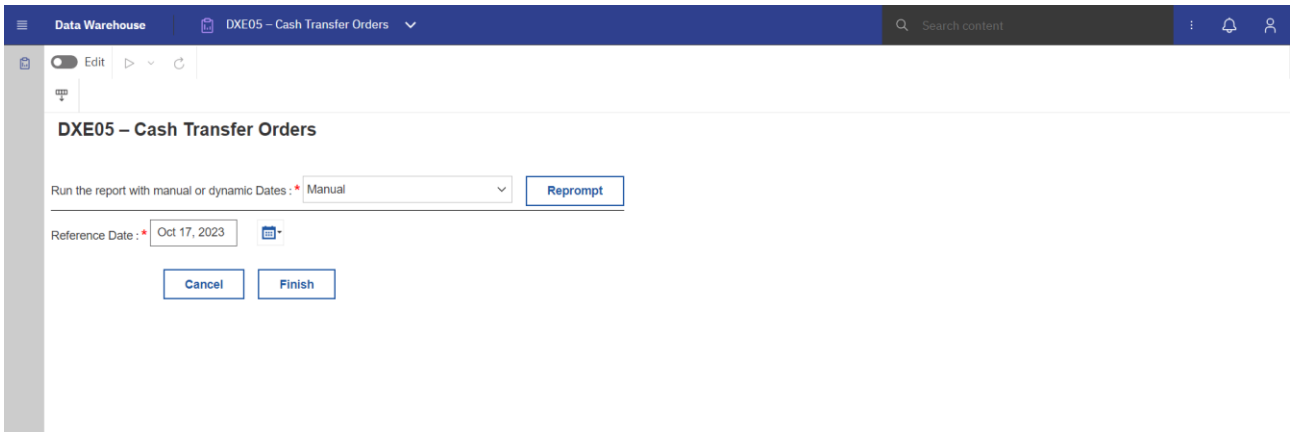 Data Warehouse
DXE05 – Cash Transfer Orders
Search content
Edit
DXE05 – Cash Transfer Orders
Run the report with manual or dynamic Dates : * Manual
Reprompt
Reference Date : * Oct 17, 2023
Cancel
Finish